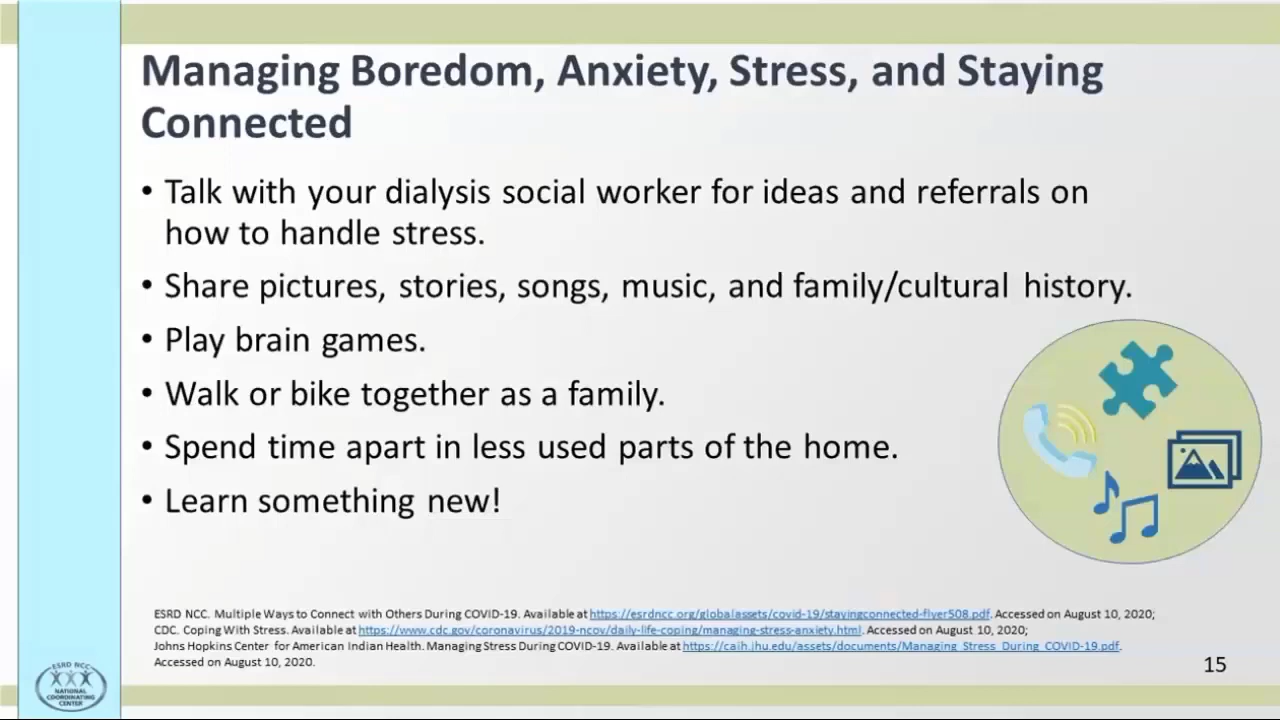 Managing Boredom, Anxiety, Stress, and Staying
Connected
• Talk with your dialysis social worker for ideas and referrals on
how to handle stress.
• Share pictures, stories, songs, music, and family/cultural history.
• Play brain games.
• Walk or bike together as a family.
• Spend time apart in less used parts of the home.
• Learn something new!
ESRD NCC. Multiple Ways to Connect with Others During COVID-19. Available at https://esrdncc.org/globalassets/covid-19/stayingconnected-flyer508.pdf. Accessed on August 10, 2020;
CDC. Coping With Stress. Available at https://www.cdc.gov/coronavirus/2019-ncov/daily-life-coping/managing-stress-anxiety.html. Accessed on August 10, 2020;
Johns Hopkins Center for American Indian Health. Managing Stress During COVID-19. Available at https://caih.jhu.edu/assets/documents/Managing_Stress_During_COVID-19.pdf.
Accessed on August 10, 2020.
15
ESRD NCC
NATIONAL
COORDINATING
CENTER